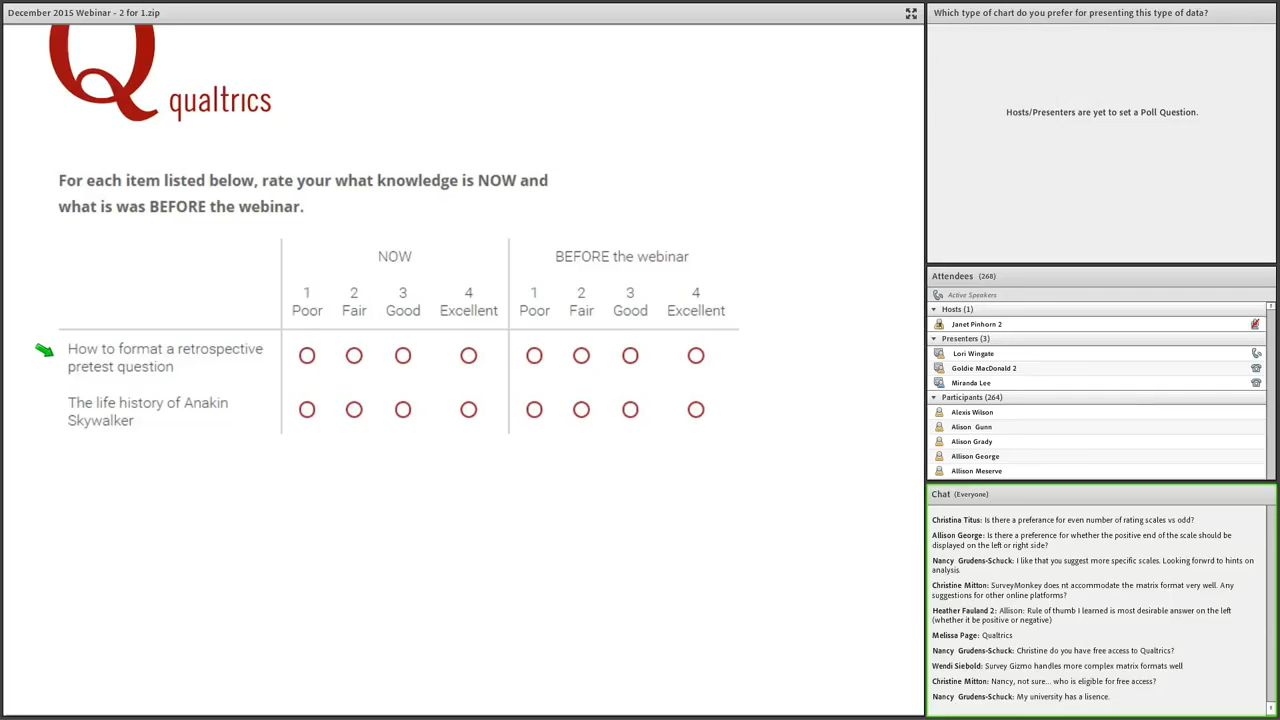 December 2015 Webinar - 2 for 1.zip
Q
qualtrics
For each item listed below, rate your what knowledge is NOW and
what is was BEFORE the webinar.
NOW
BEFORE the webinar
1 2 3 4 1 2 3 4
Poor Fair Good Excellent Poor Fair Good Excellent
How to format a retrospective
pretest question
The life history of Anakin
Skywalker
Which type of chart do you prefer for presenting this type of data?
Hosts/Presenters are yet to set a Poll Question.
Attendees (268)
Active Speakers
Hosts (1)
Janet Pinhorn 2
Presenters (3)
Lori Wingate
Goldie MacDonald 2
Miranda Lee
Participants (264)
Alexis Wilson
Alison Gunn
Alison Grady
Allison George
Allison Meserve
Chat (Everyone)
Christina Titus: Is there a preferance for even number of rating scales vs odd?
Allison George: Is there a preference for whether the positive end of the scale should be
displayed on the left or right side?
Nancy Grudens-Schuck: I like that you suggest more specific scales. Looking forwrd to hints on
analysis.
Christine Mitton: SurveyMonkey does nt accommodate the matrix format very well. Any
suggestions for other online platforms?
Heather Fauland 2: Allison: Rule of thumb I learned is most desirable answer on the left
(whether it be positive or negative)
Melissa Page: Qualtrics
Nancy Grudens-Schuck: Christine do you have free access to Qualtrics?
Wendi Siebold: Survey Gizmo handles more complex matrix formats well
Christine Mitton: Nancy, not sure... who is eligible for free access?
Nancy Grudens-Schuck: My university has a lisence.